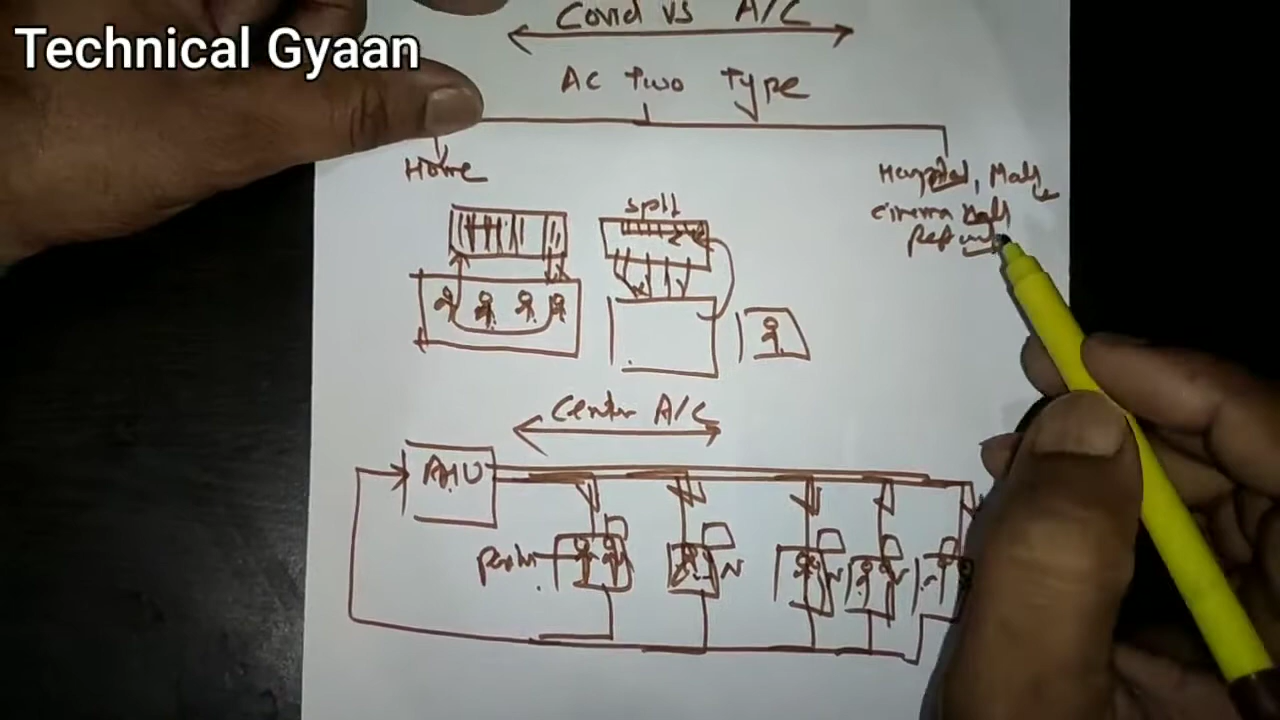 Technical Gyaan
Covid vs A/C
AC Two Type
Home
Hospital, Mall
cinema hall
split
Center A/C
AHU
N
N
N